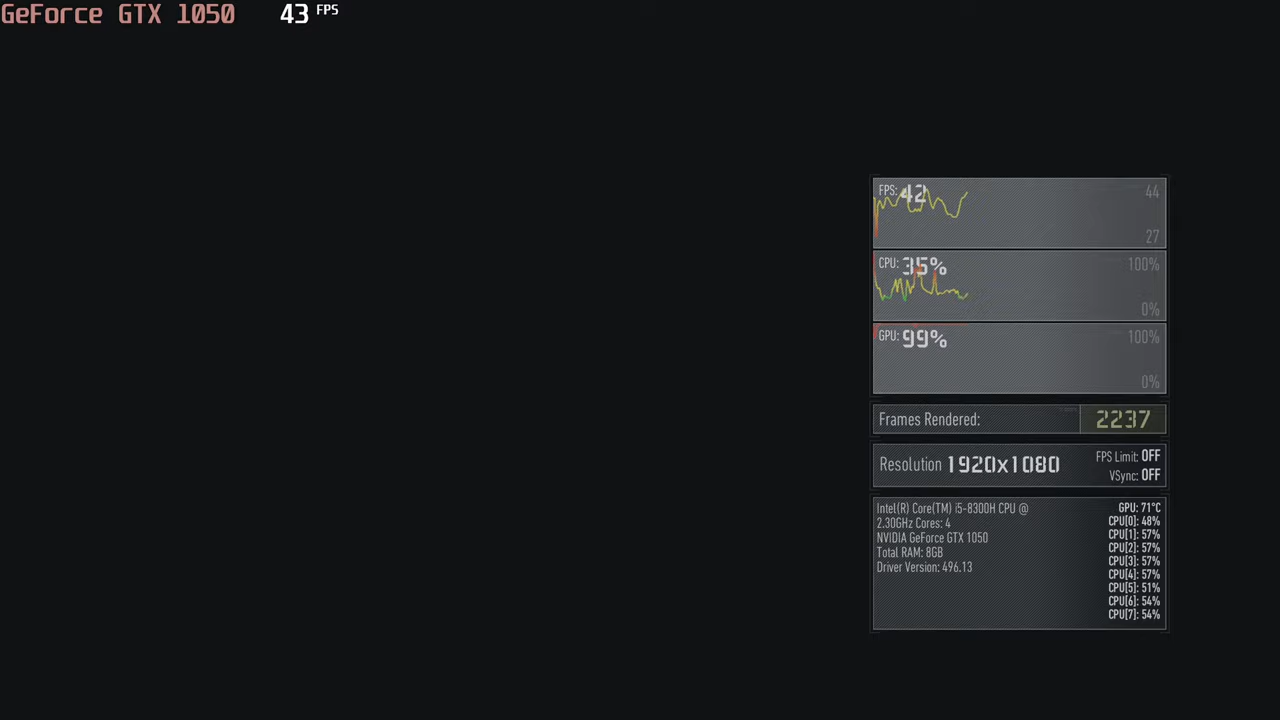 GeForce GTX 1050 43 FPS
FPS: 42 44
27
CPU: 35% 100%
0%
GPU: 99% 100%
0%
Frames Rendered: 2237
Resolution 1920x1080 FPS Limit: OFF
VSync: OFF
Intel(R) Core(TM) i5-8300H CPU @ GPU: 71°C
2.30GHz Cores: 4 CPU[0]: 48%
NVIDIA GeForce GTX 1050 CPU[1]: 57%
Total RAM: 8GB CPU[2]: 57%
Driver Version: 496.13 CPU[3]: 57%
CPU[4]: 57%
CPU[5]: 51%
CPU[6]: 54%
CPU[7]: 54%